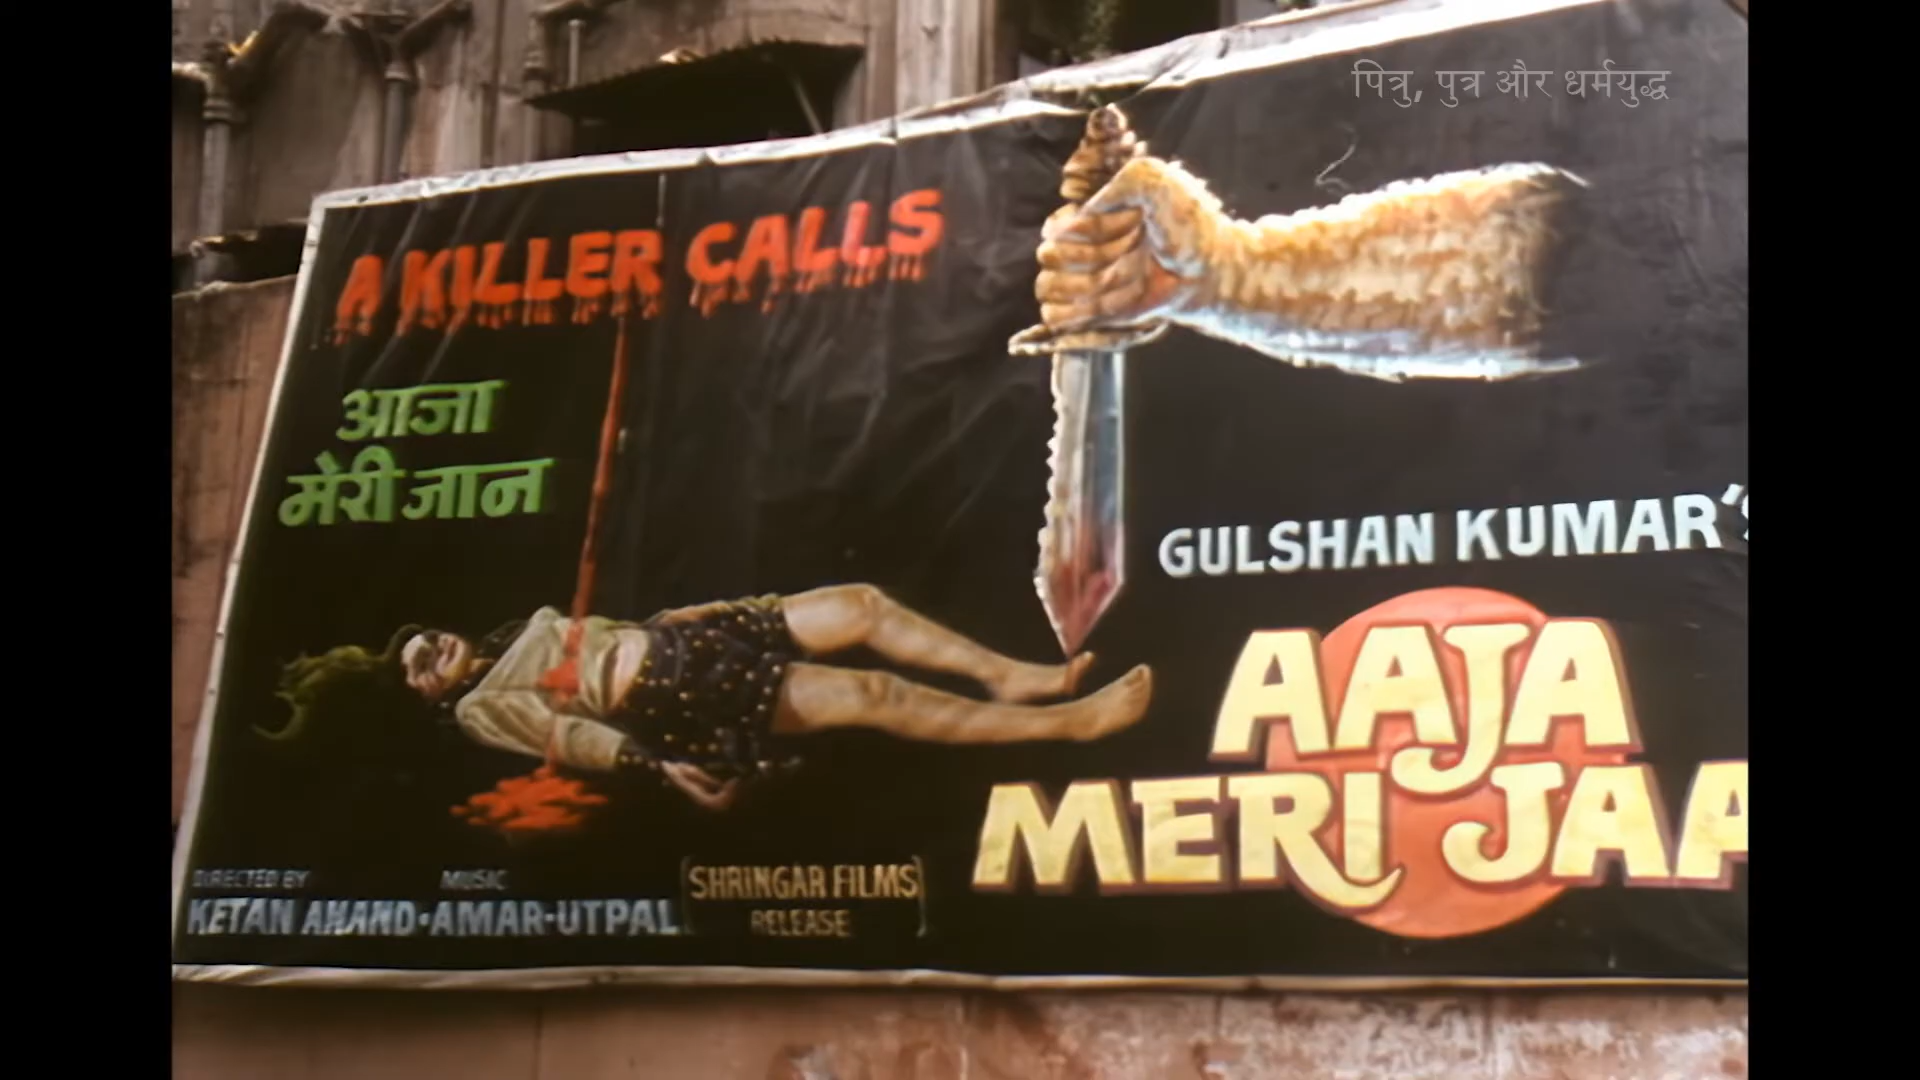 पित्रु, पुत्र और धर्मयुद्ध
A KILLER CALLS
आजा
मेरी जान
GULSHAN KUMAR'S
AAJA
MERI JAA
DIRECTED BY
KETAN ANAND·
MUSIC
AMAR-UTPAL
SHRINGAR FILMS
RELEASE